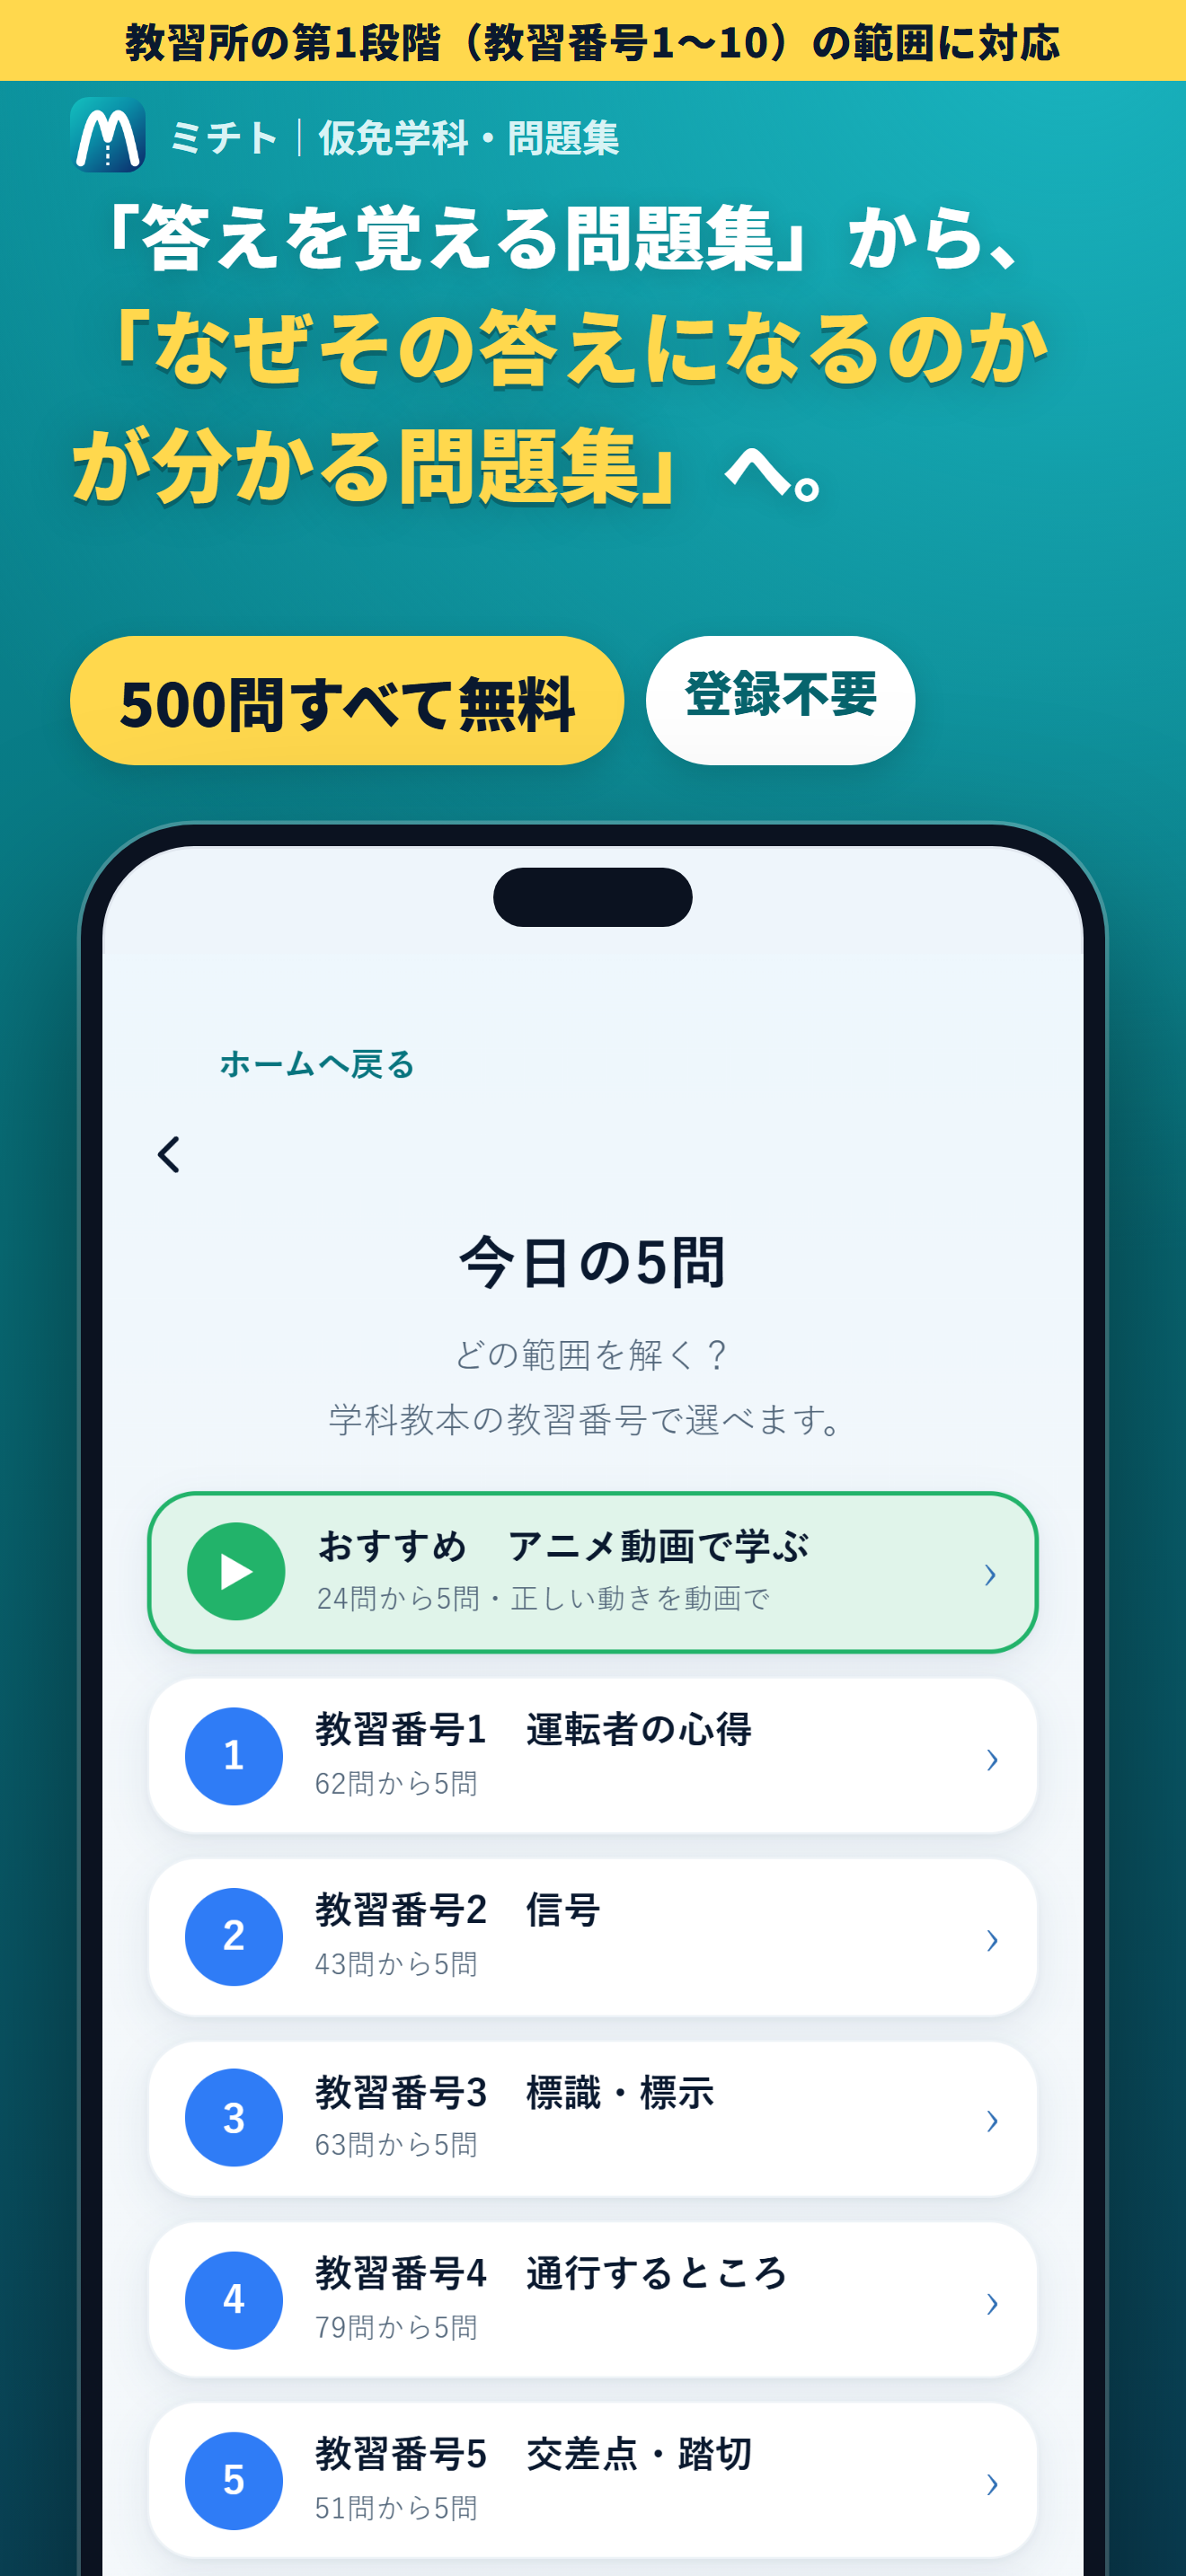 教習所の第1段階（教習番号1〜10）の範囲に対応
ミチト｜仮免学科・問題集
「答えを覚える問題集」から、
「なぜその答えになるのか
が分かる問題集」へ。
500問すべて無料
登録不要
ホームへ戻る
今日の5問
どの範囲を解く？
学科教本の教習番号で選べます。
おすすめ　アニメ動画で学ぶ
24問から5問・正しい動きを動画で
1
教習番号1　運転者の心得
62問から5問
2
教習番号2　信号
43問から5問
3
教習番号3　標識・標示
63問から5問
4
教習番号4　通行するところ
79問から5問
5
教習番号5　交差点・踏切
51問から5問